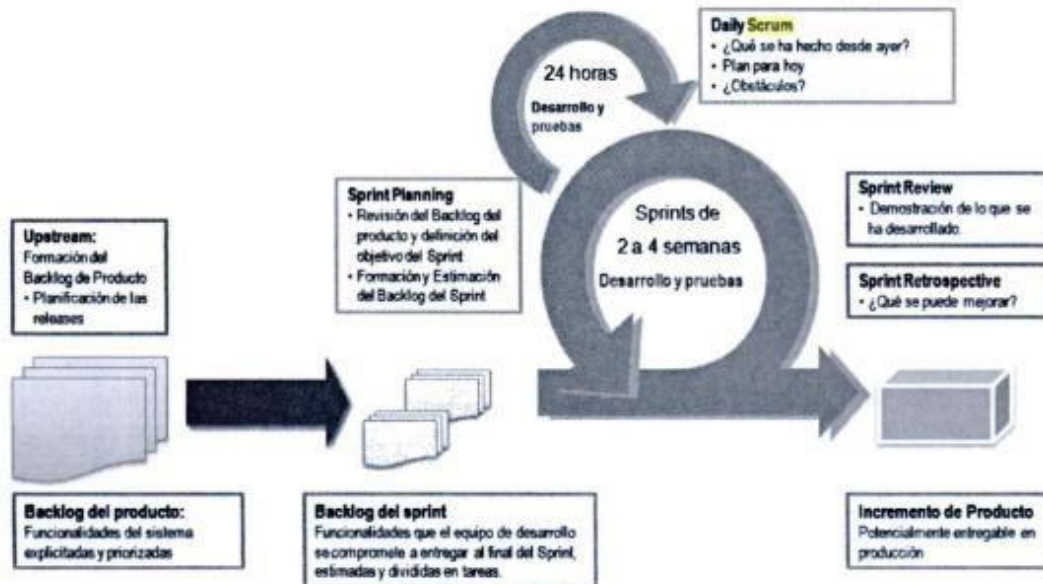 Daily Scrum
• ¿Qué se ha hecho desde ayer?
• Plan para hoy
• ¿Obstáculos?
24 horas
Desarrollo y
pruebas
Sprint Planning
• Revisión del Backlog del
producto y definición del
objetivo del Sprint
• Formación y Estimación
del Backlog del Sprint
Sprints de
2 a 4 semanas
Desarrollo y pruebas
Sprint Review
• Demostración de lo que se
ha desarrollado.
Sprint Retrospective
• ¿Qué se puede mejorar?
Upstream:
Formación del
Backlog de Producto
• Planificación de las
releases
Backlog del producto:
Funcionalidades del sistema
explicitadas y priorizadas
Backlog del sprint
Funcionalidades que el equipo de desarrollo
se compromete a entregar al final del Sprint,
estimadas y divididas en tareas.
Incremento de Producto
Potencialmente entregable en
producción